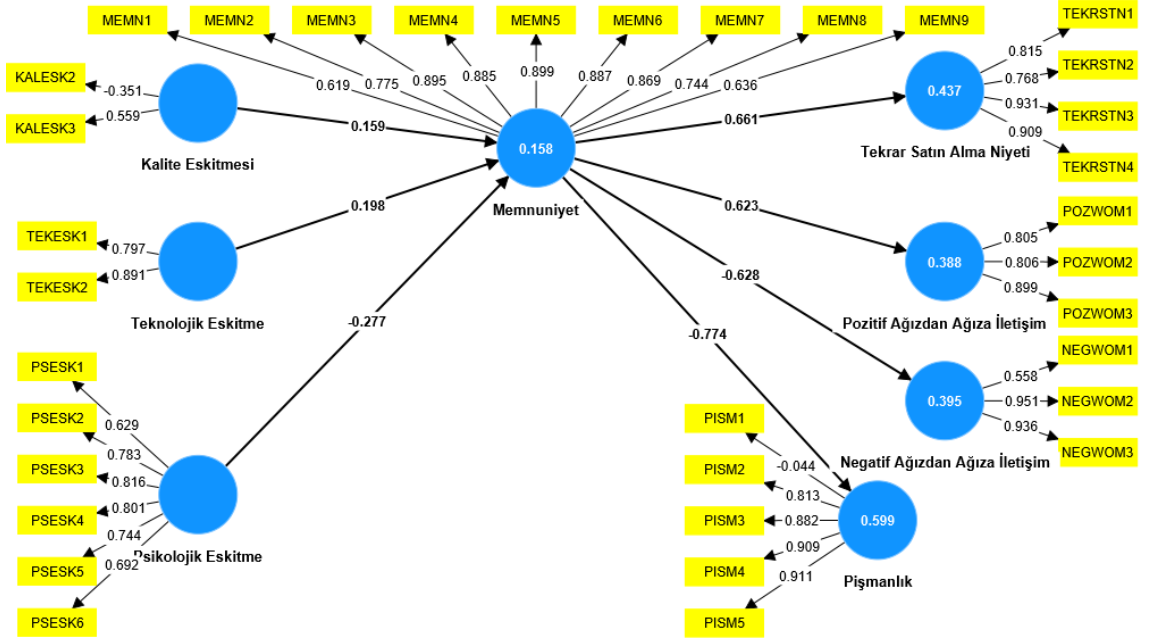 MEMN1
MEMN2
MEMN3
MEMN4
MEMN5
MEMN6
MEMN7
MEMN8
MEMN9
0.619
0.775
0.895
0.885
0.899
0.887
0.869
0.744
0.636
KALESK2
KALESK3
-0.351
0.559
Kalite Eskitmesi
0.159
TEKESK1
TEKESK2
0.797
0.891
Teknolojik Eskitme
0.198
PSESK1
PSESK2
PSESK3
PSESK4
PSESK5
PSESK6
0.629
0.783
0.816
0.801
0.744
0.692
Psikolojik Eskitme
-0.277
0.158
Memnuniyet
0.661
0.623
-0.628
-0.774
0.437
Tekrar Satın Alma Niyeti
0.815
0.768
0.931
0.909
TEKRSTN1
TEKRSTN2
TEKRSTN3
TEKRSTN4
0.388
Pozitif Ağızdan Ağıza İletişim
0.805
0.806
0.899
POZWOM1
POZWOM2
POZWOM3
0.395
Negatif Ağızdan Ağıza İletişim
0.558
0.951
0.936
NEGWOM1
NEGWOM2
NEGWOM3
PISM1
PISM2
PISM3
PISM4
PISM5
-0.044
0.813
0.882
0.909
0.911
0.599
Pişmanlık